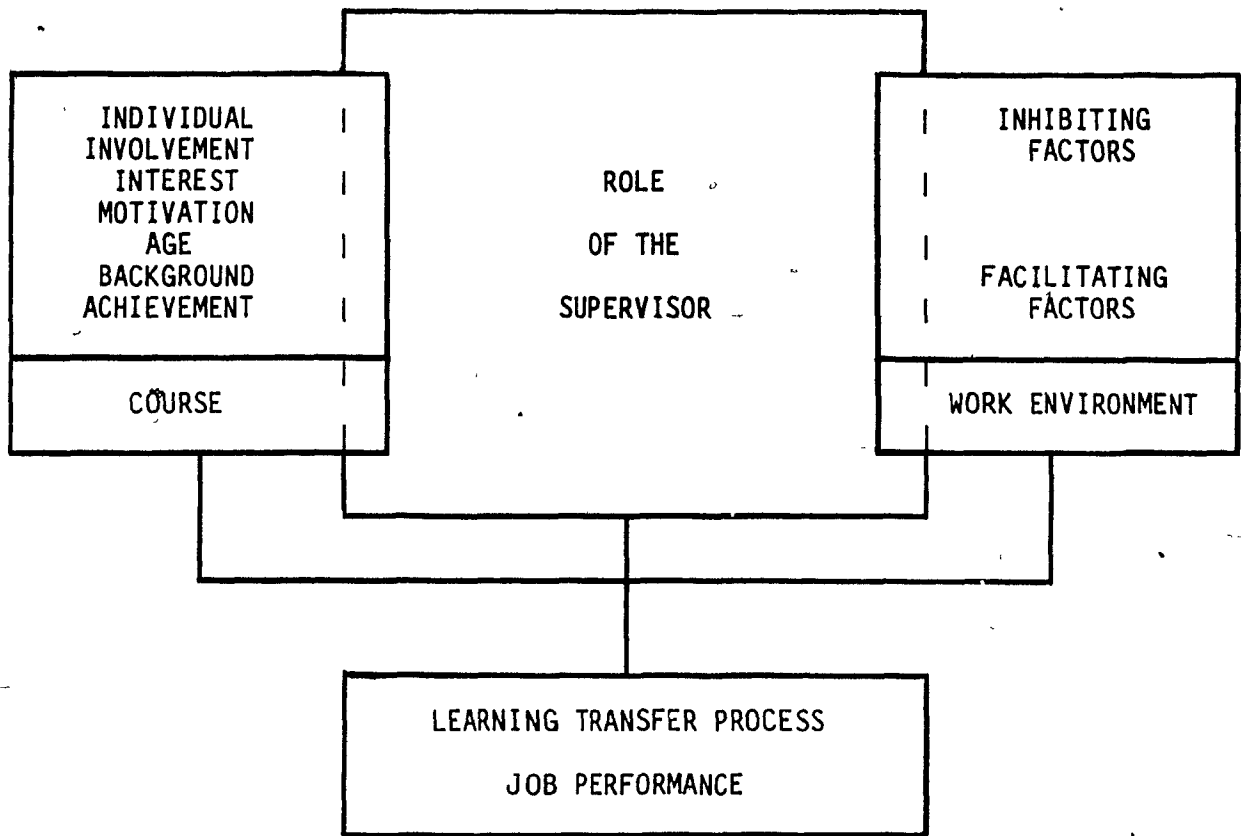 INDIVIDUAL
INVOLVEMENT
INTEREST
MOTIVATION
AGE
BACKGROUND
ACHIEVEMENT
COURSE
ROLE
OF THE
SUPERVISOR
INHIBITING
FACTORS
FACILITATING
FACTORS
WORK ENVIRONMENT
LEARNING TRANSFER PROCESS
JOB PERFORMANCE